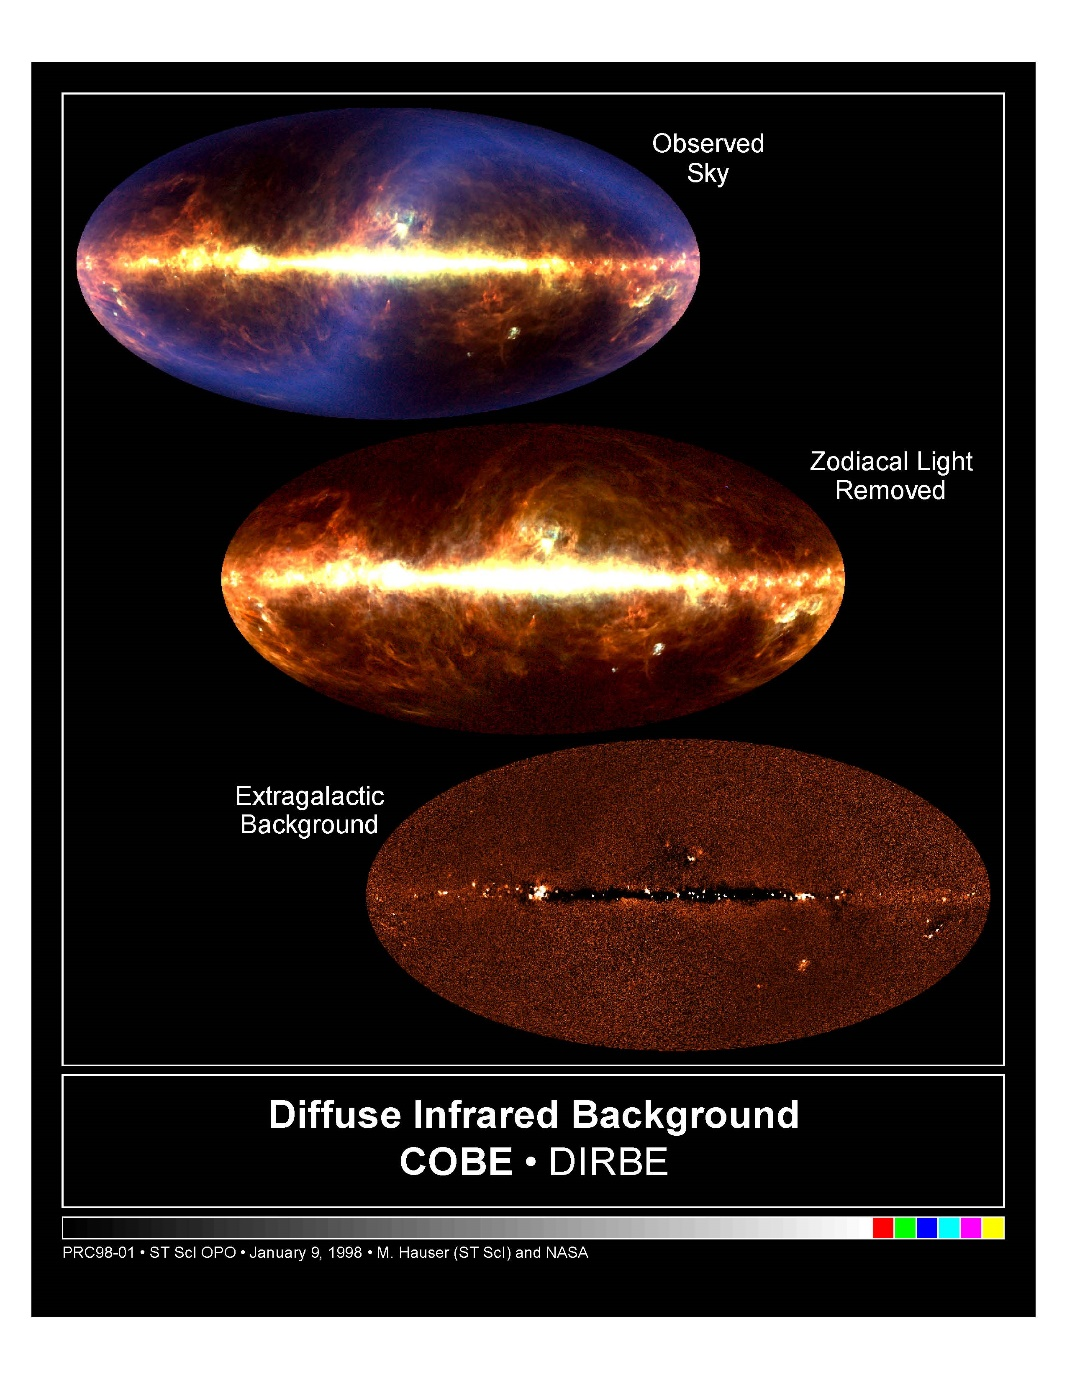 Observed
Sky
Zodiacal Light
Removed
Extragalactic
Background
Diffuse Infrared Background
COBE • DIRBE
PRC98-01 • ST ScI OPO • January 9, 1998 • M. Hauser (ST ScI) and NASA